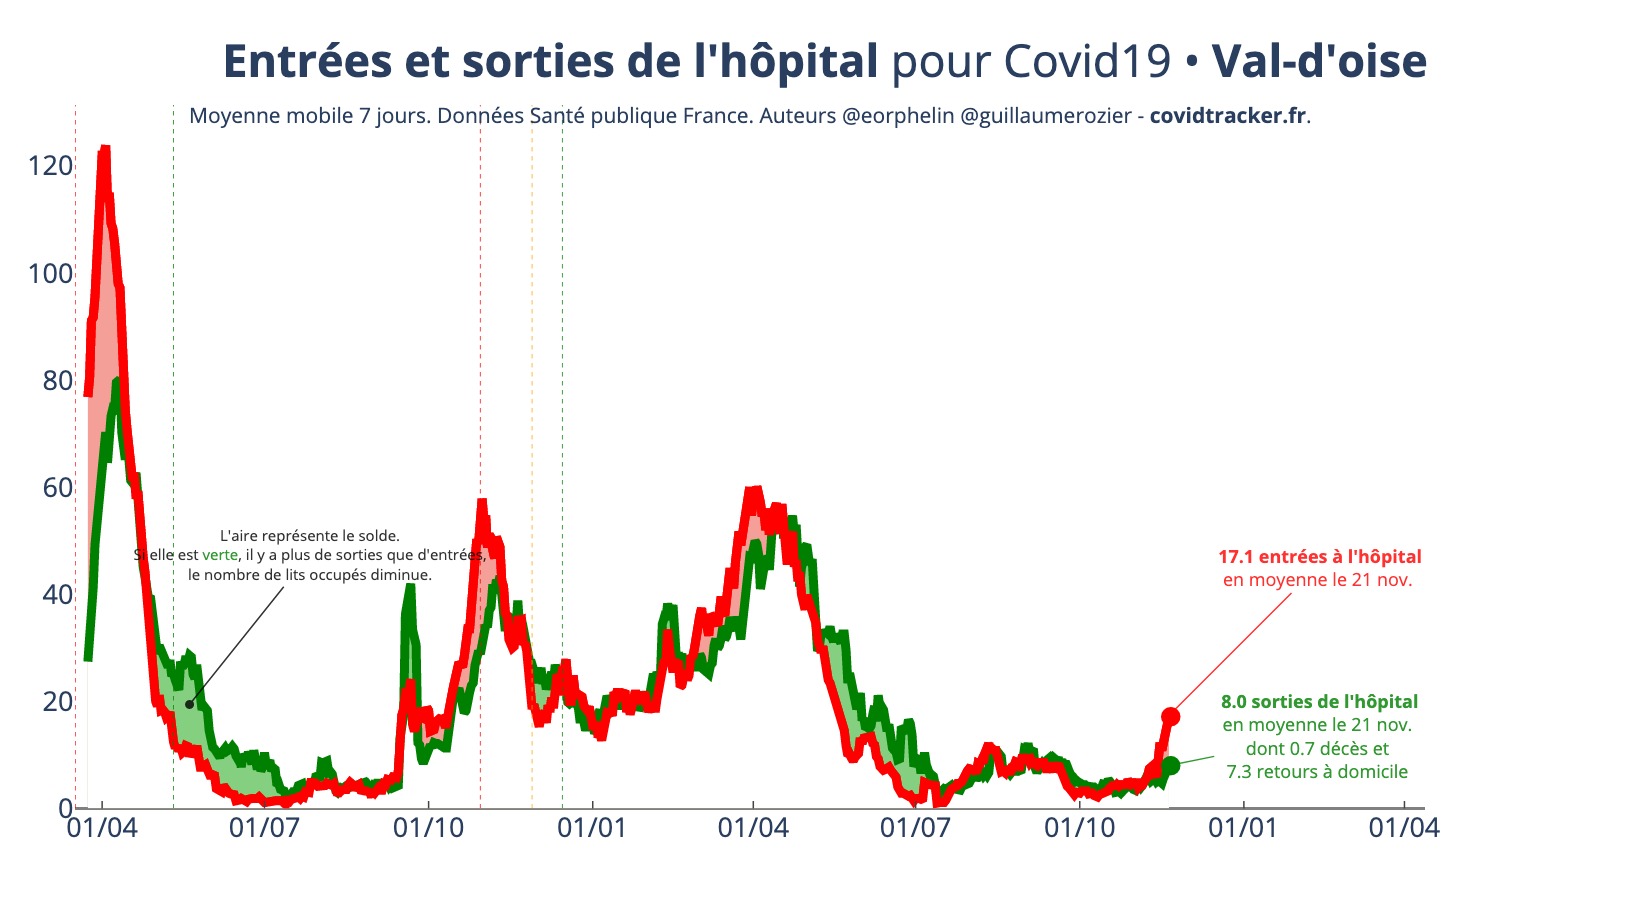 Entrées et sorties de l'hôpital pour Covid19 • Val-d'oise
Moyenne mobile 7 jours. Données Santé publique France. Auteurs @eorphelin @guillaumerozier - covidtracker.fr.
120
100
80
60
40
20
0
L'aire représente le solde.
Si elle est verte, il y a plus de sorties que d'entrées,
le nombre de lits occupés diminue.
17.1 entrées à l'hôpital
en moyenne le 21 nov.
8.0 sorties de l'hôpital
en moyenne le 21 nov.
dont 0.7 décès et
7.3 retours à domicile
01/04 01/07 01/10 01/01 01/04 01/07 01/10 01/01 01/04